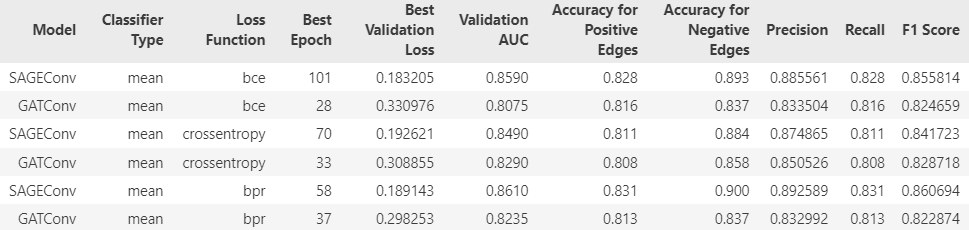 Model Classifier Type Loss Function Best Epoch Best Validation Loss Validation AUC Accuracy for Positive Edges Accuracy for Negative Edges Precision Recall F1 Score
SAGEConv mean bce 101 0.183205 0.8590 0.828 0.893 0.885561 0.828 0.855814
GATConv mean bce 28 0.330976 0.8075 0.816 0.837 0.833504 0.816 0.824659
SAGEConv mean crossentropy 70 0.192621 0.8490 0.811 0.884 0.874865 0.811 0.841723
GATConv mean crossentropy 33 0.308855 0.8290 0.808 0.858 0.850526 0.808 0.828718
SAGEConv mean bpr 58 0.189143 0.8610 0.831 0.900 0.892589 0.831 0.860694
GATConv mean bpr 37 0.298253 0.8235 0.813 0.837 0.832992 0.813 0.822874